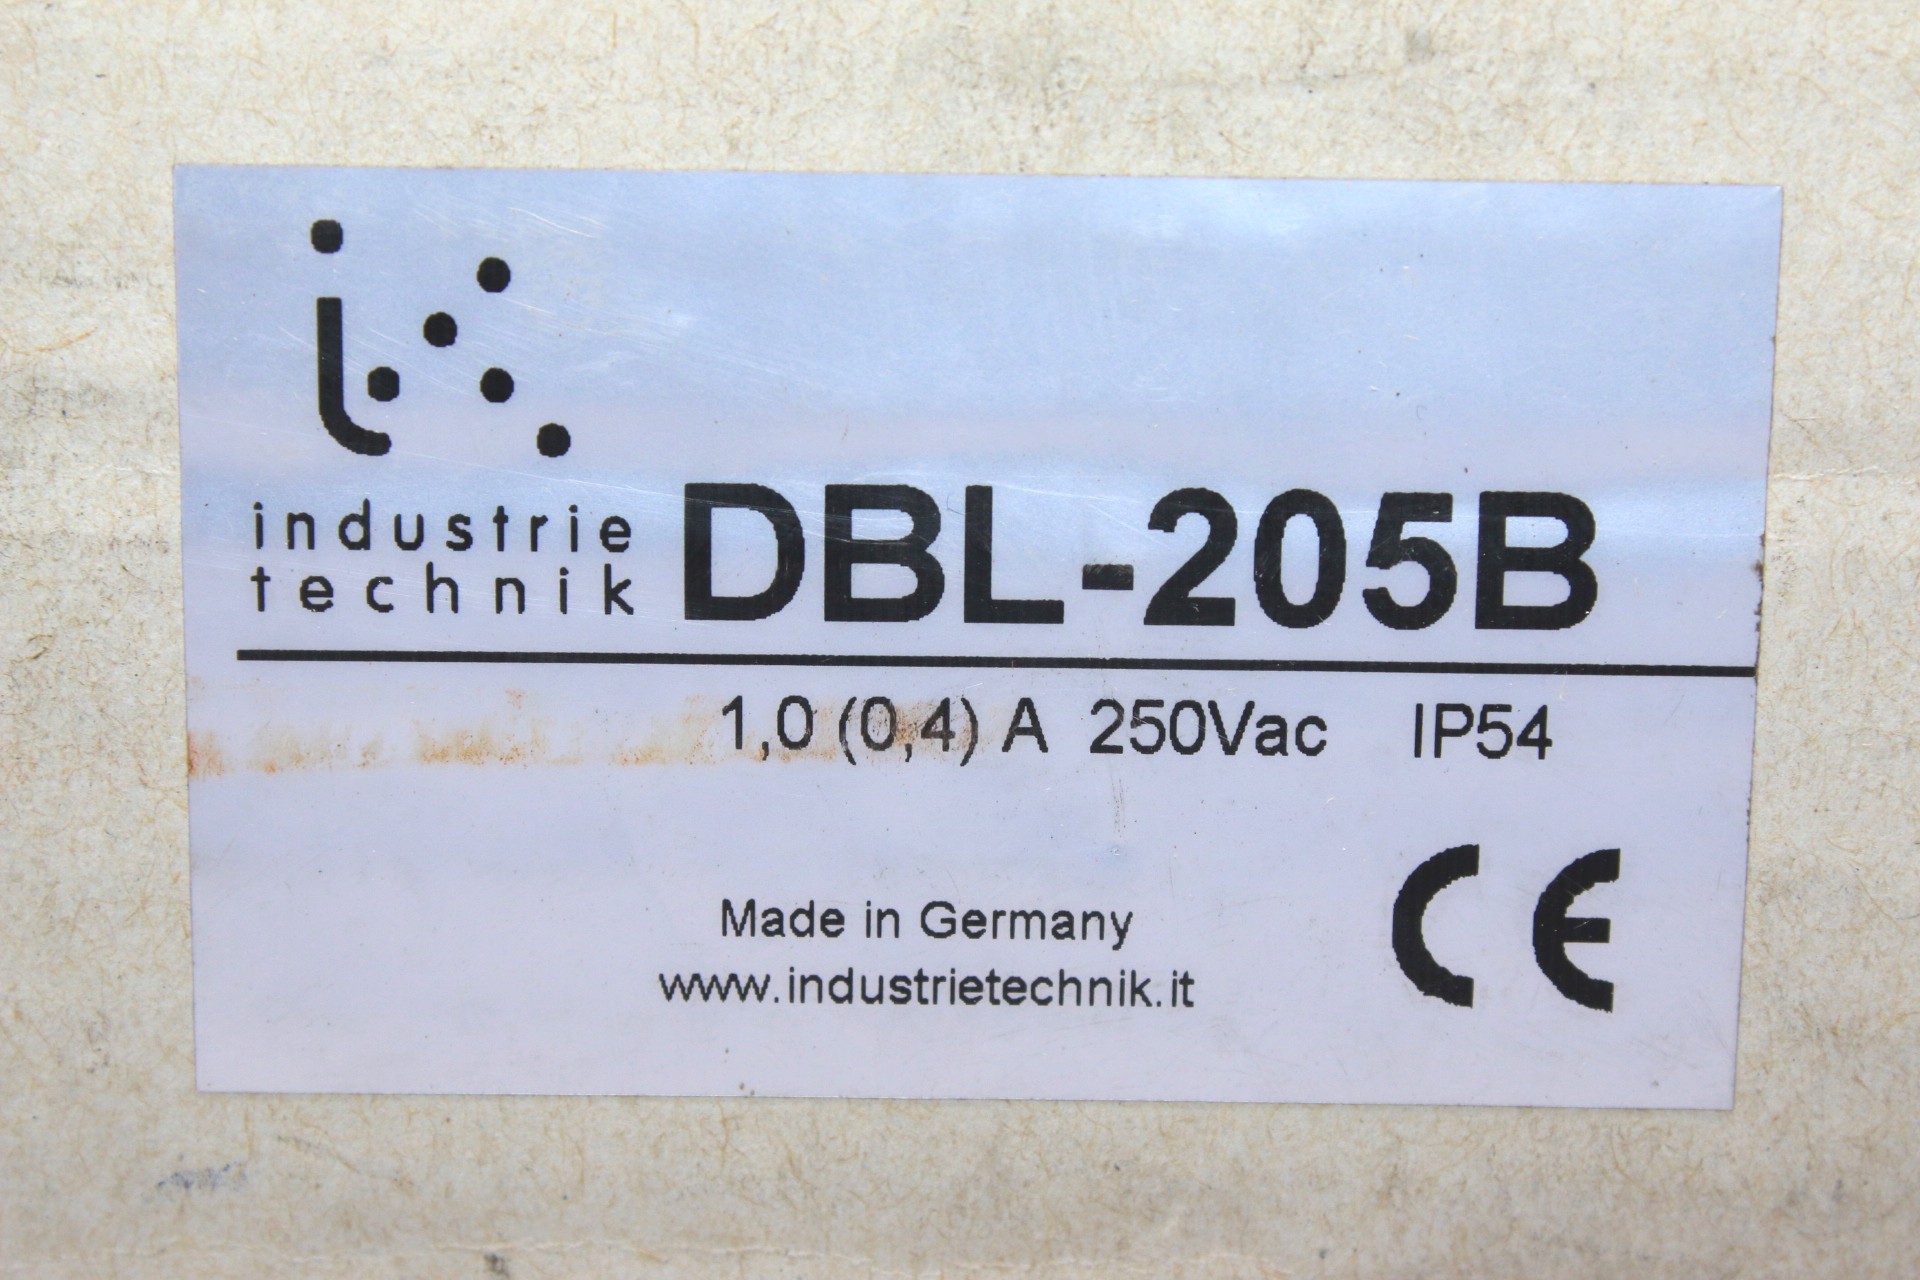 industrie
technik
DBL-205B
1,0 (0,4) A 250Vac IP54
Made in Germany
www.industrietechnik.it
CE